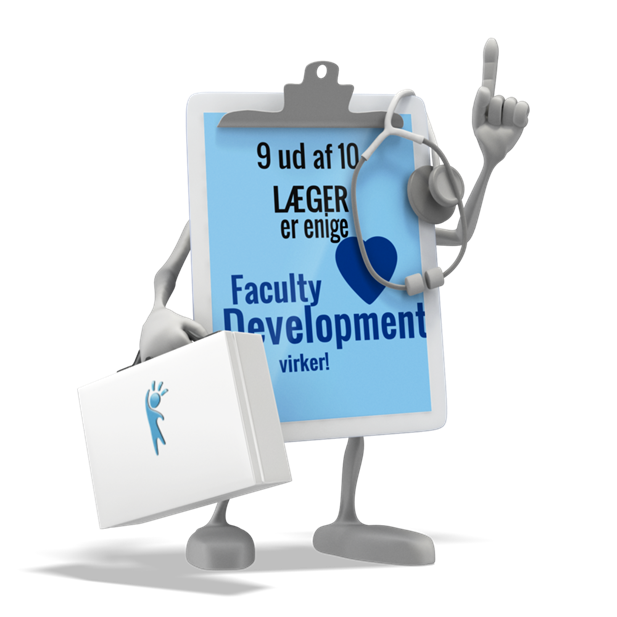 9 ud af 10
LÆGER
er enige
Faculty
Development
virker!